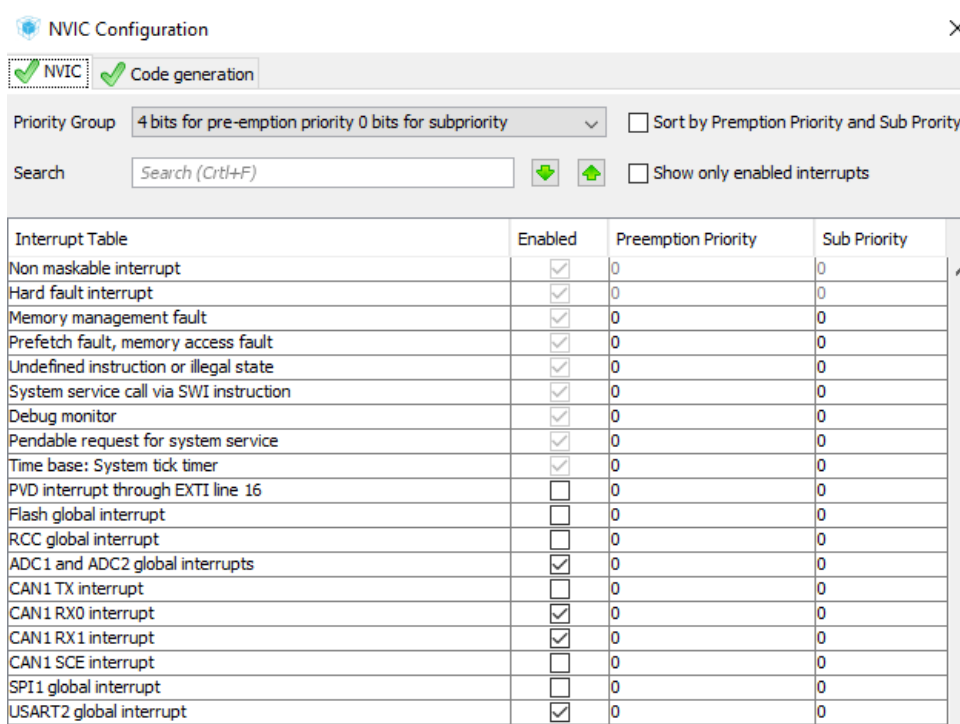 NVIC Configuration
NVIC Code generation
Priority Group 4 bits for pre-emption priority 0 bits for subpriority Sort by Premption Priority and Sub Prority
Search Search (Crtl+F) Show only enabled interrupts
Interrupt Table Enabled Preemption Priority Sub Priority
Non maskable interrupt 0 0
Hard fault interrupt 0 0
Memory management fault 0 0
Prefetch fault, memory access fault 0 0
Undefined instruction or illegal state 0 0
System service call via SWI instruction 0 0
Debug monitor 0 0
Pendable request for system service 0 0
Time base: System tick timer 0 0
PVD interrupt through EXTI line 16 0 0
Flash global interrupt 0 0
RCC global interrupt 0 0
ADC1 and ADC2 global interrupts 0 0
CAN1 TX interrupt 0 0
CAN1 RX0 interrupt 0 0
CAN1 RX1 interrupt 0 0
CAN1 SCE interrupt 0 0
SPI1 global interrupt 0 0
USART2 global interrupt 0 0